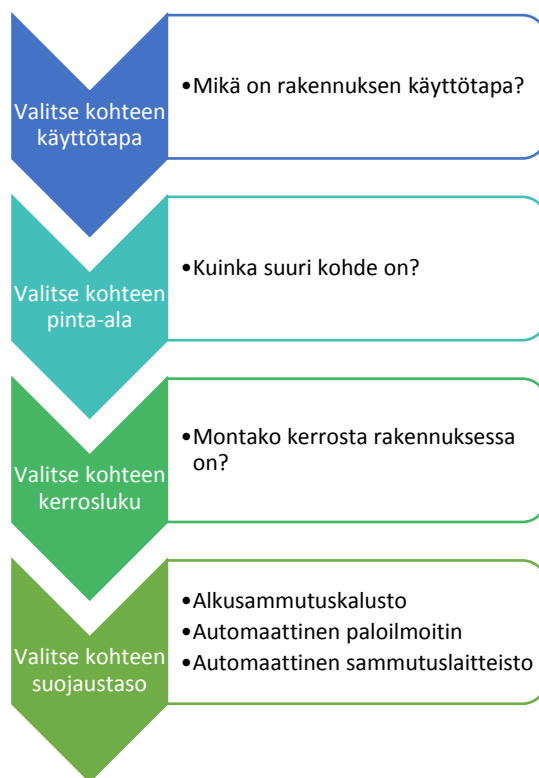 Valitse kohteen
käyttötapa
•Mikä on rakennuksen käyttötapa?
Valitse kohteen
pinta-ala
•Kuinka suuri kohde on?
Valitse kohteen
kerrosluku
•Montako kerrosta rakennuksessa
on?
Valitse kohteen
suojaustaso
•Alkusammutuskalusto
•Automaattinen paloilmoitin
•Automaattinen sammutuslaitteisto